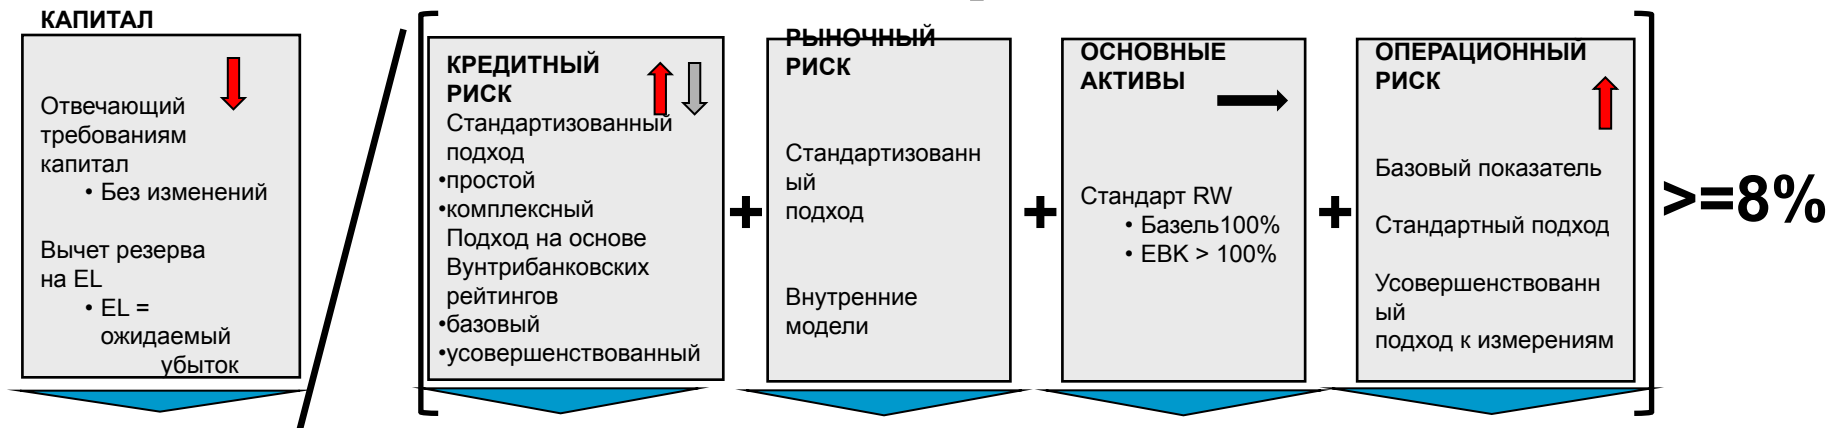 КАПИТАЛ
Отвечающий
требованиям
капитал
• Без изменений
Вычет резерва
на EL
• EL =
ожидаемый
убыток
КРЕДИТНЫЙ
РИСК
Стандартизованный
подход
•простой
•комплексный
Подход на основе
Вунтрибанковских
рейтингов
•базовый
•усовершенствованный
+
РЫНОЧНЫЙ
РИСК
Стандартизованн
ый
подход
Внутренние
модели
+
ОСНОВНЫЕ
АКТИВЫ
Стандарт RW
• Базель100%
• EBK > 100%
+
ОПЕРАЦИОННЫЙ
РИСК
Базовый показатель
Стандартный подход
Усовершенствованн
ый
подход к измерениям
>=8%